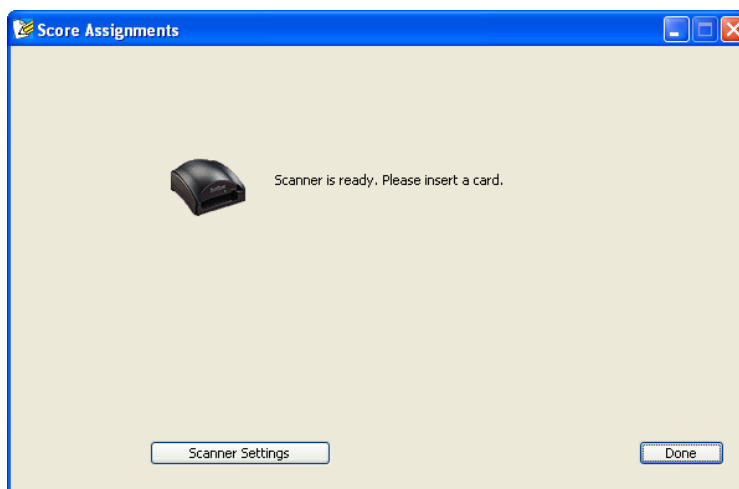 Score Assignments
Scanner is ready. Please insert a card.
Scanner Settings
Done